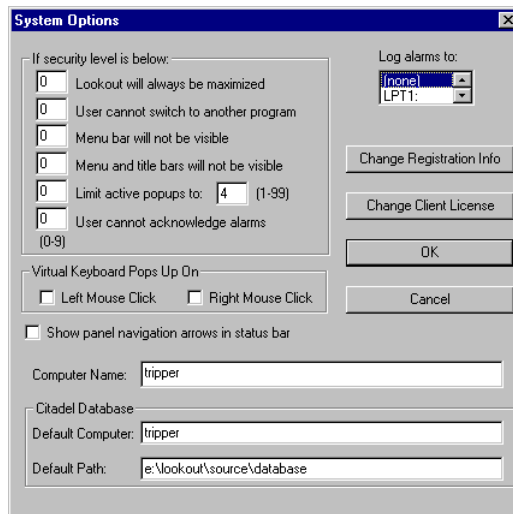 System Options
If security level is below:
0 Lookout will always be maximized
0 User cannot switch to another program
0 Menu bar will not be visible
0 Menu and title bars will not be visible
0 Limit active popups to: 4 (1-99)
0 User cannot acknowledge alarms
(0-9)
Log alarms to:
(none)
LPT1:
Change Registration Info
Change Client License
OK
Cancel
Virtual Keyboard Pops Up On
Left Mouse Click Right Mouse Click
Show panel navigation arrows in status bar
Computer Name: tripper
Citadel Database
Default Computer: tripper
Default Path: e:\lookout\source\database